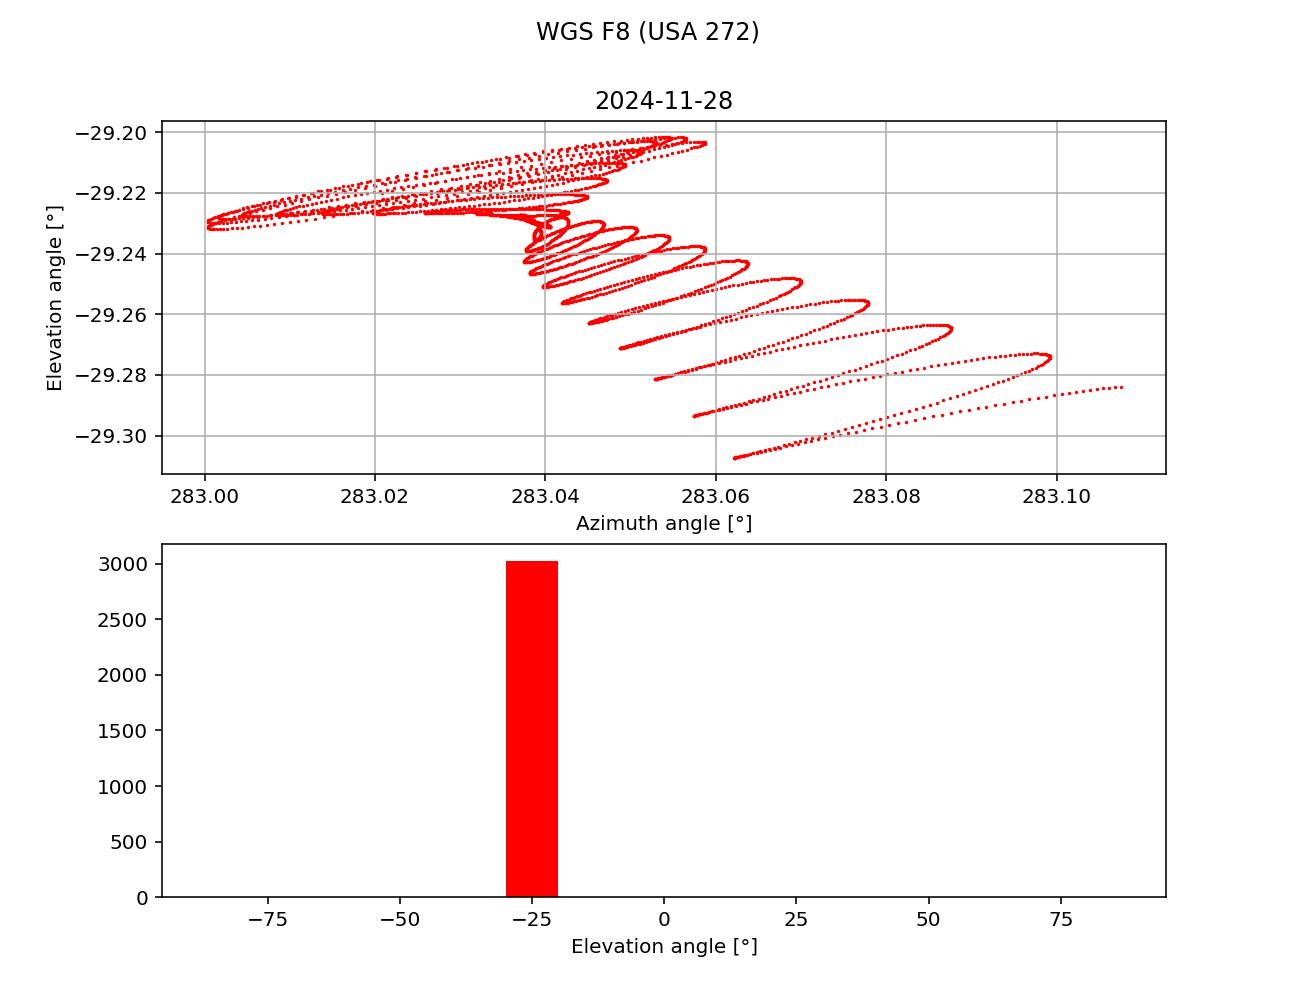 WGS F8 (USA 272)
2024-11-28
−29.20
−29.22
−29.24
−29.26
−29.28
−29.30
Elevation angle [°]
283.00 283.02 283.04 283.06 283.08 283.10
Azimuth angle [°]
3000
2500
2000
1500
1000
500
0
−75 −50 −25 0 25 50 75
Elevation angle [°]